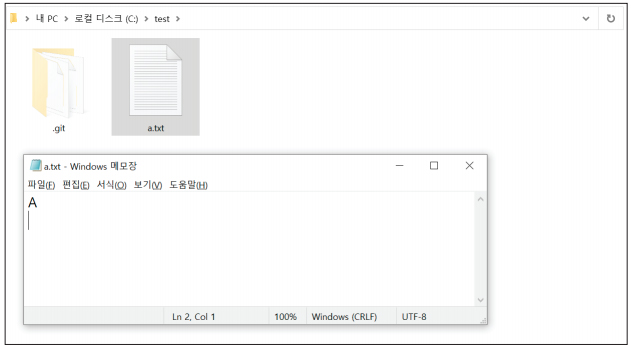 내 PC > 로컬 디스크 (C:) > test >
.git
a.txt
a.txt - Windows 메모장
파일(F) 편집(E) 서식(O) 보기(V) 도움말(H)
A
Ln 2, Col 1 100% Windows (CRLF) UTF-8